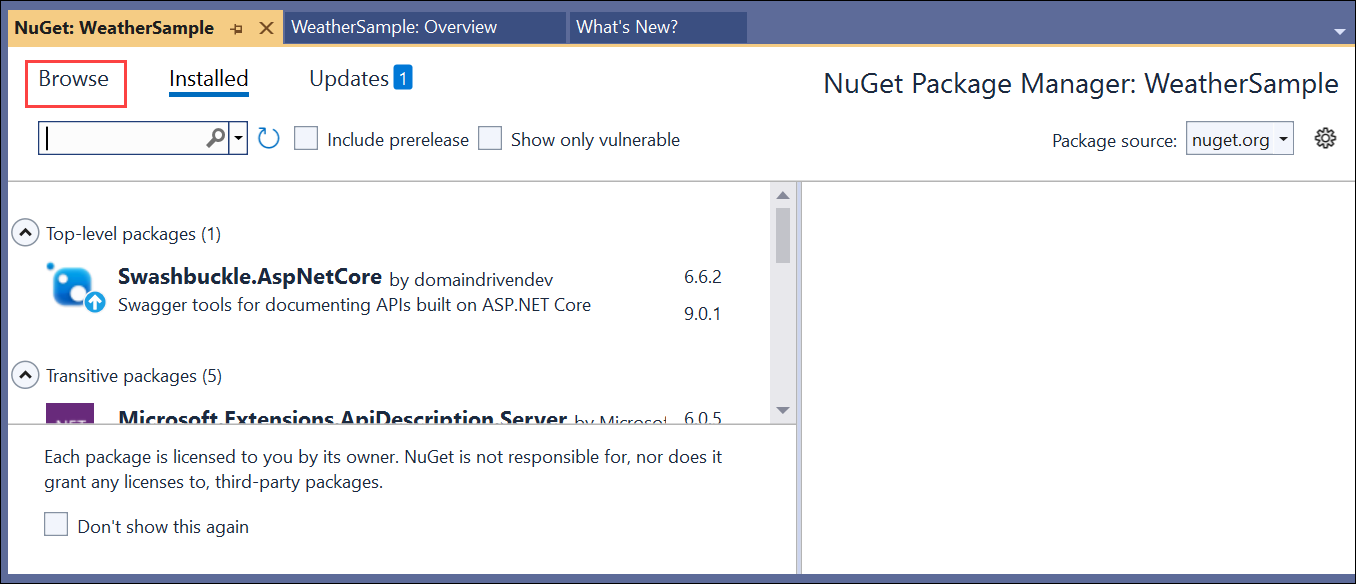 NuGet: WeatherSample
WeatherSample: Overview
What's New?
Browse
Installed
Updates 1
NuGet Package Manager: WeatherSample
Include prerelease
Show only vulnerable
Package source: nuget.org
Top-level packages (1)
Swashbuckle.AspNetCore by domaindrivendev 6.6.2
Swagger tools for documenting APIs built on ASP.NET Core
9.0.1
Transitive packages (5)
.NET Microsoft.Extensions.ApiDescription.Server by Microsof 6.0.5
Each package is licensed to you by its owner. NuGet is not responsible for, nor does it
grant any licenses to, third-party packages.
Don't show this again